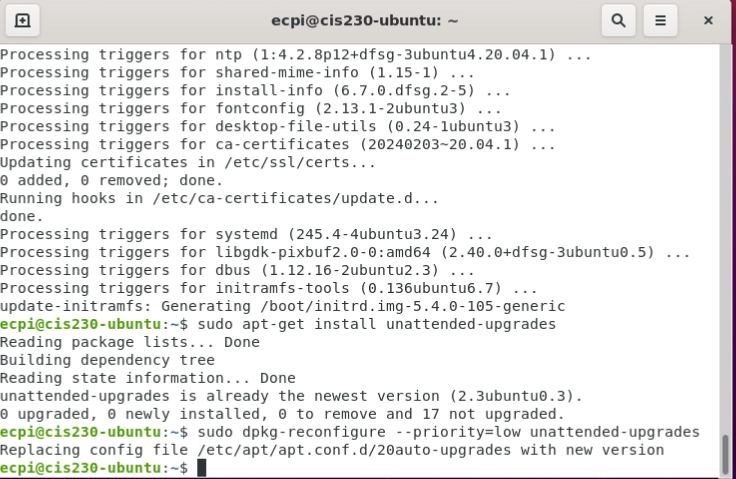 ecpi@cis230-ubuntu: ~
Processing triggers for ntp (1:4.2.8p12+dfsg-3ubuntu4.20.04.1) ...
Processing triggers for shared-mime-info (1.15-1) ...
Processing triggers for install-info (6.7.0.dfsg.2-5) ...
Processing triggers for fontconfig (2.13.1-2ubuntu3) ...
Processing triggers for desktop-file-utils (0.24-1ubuntu3) ...
Processing triggers for ca-certificates (20240203~20.04.1) ...
Updating certificates in /etc/ssl/certs...
0 added, 0 removed; done.
Running hooks in /etc/ca-certificates/update.d...
done.
Processing triggers for systemd (245.4-4ubuntu3.24) ...
Processing triggers for libgdk-pixbuf2.0-0:amd64 (2.40.0+dfsg-3ubuntu0.5) ...
Processing triggers for dbus (1.12.16-2ubuntu2.3) ...
Processing triggers for initramfs-tools (0.136ubuntu6.7) ...
update-initramfs: Generating /boot/initrd.img-5.4.0-105-generic
ecpi@cis230-ubuntu:~$ sudo apt-get install unattended-upgrades
Reading package lists... Done
Building dependency tree
Reading state information... Done
unattended-upgrades is already the newest version (2.3ubuntu0.3).
0 upgraded, 0 newly installed, 0 to remove and 17 not upgraded.
ecpi@cis230-ubuntu:~$ sudo dpkg-reconfigure --priority=low unattended-upgrades
Replacing config file /etc/apt/apt.conf.d/20auto-upgrades with new version
ecpi@cis230-ubuntu:~$